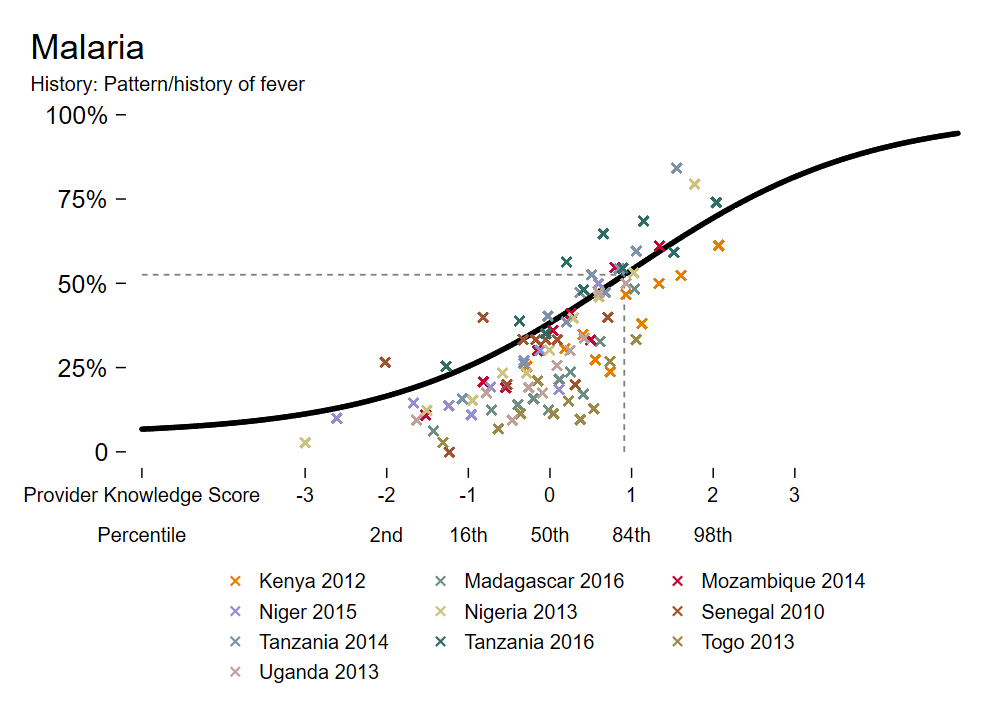 Malaria
History: Pattern/history of fever
100%
75%
50%
25%
0
Provider Knowledge Score -3 -2 -1 0 1 2 3
Percentile 2nd 16th 50th 84th 98th
Kenya 2012 Madagascar 2016 Mozambique 2014
Niger 2015 Nigeria 2013 Senegal 2010
Tanzania 2014 Tanzania 2016 Togo 2013
Uganda 2013